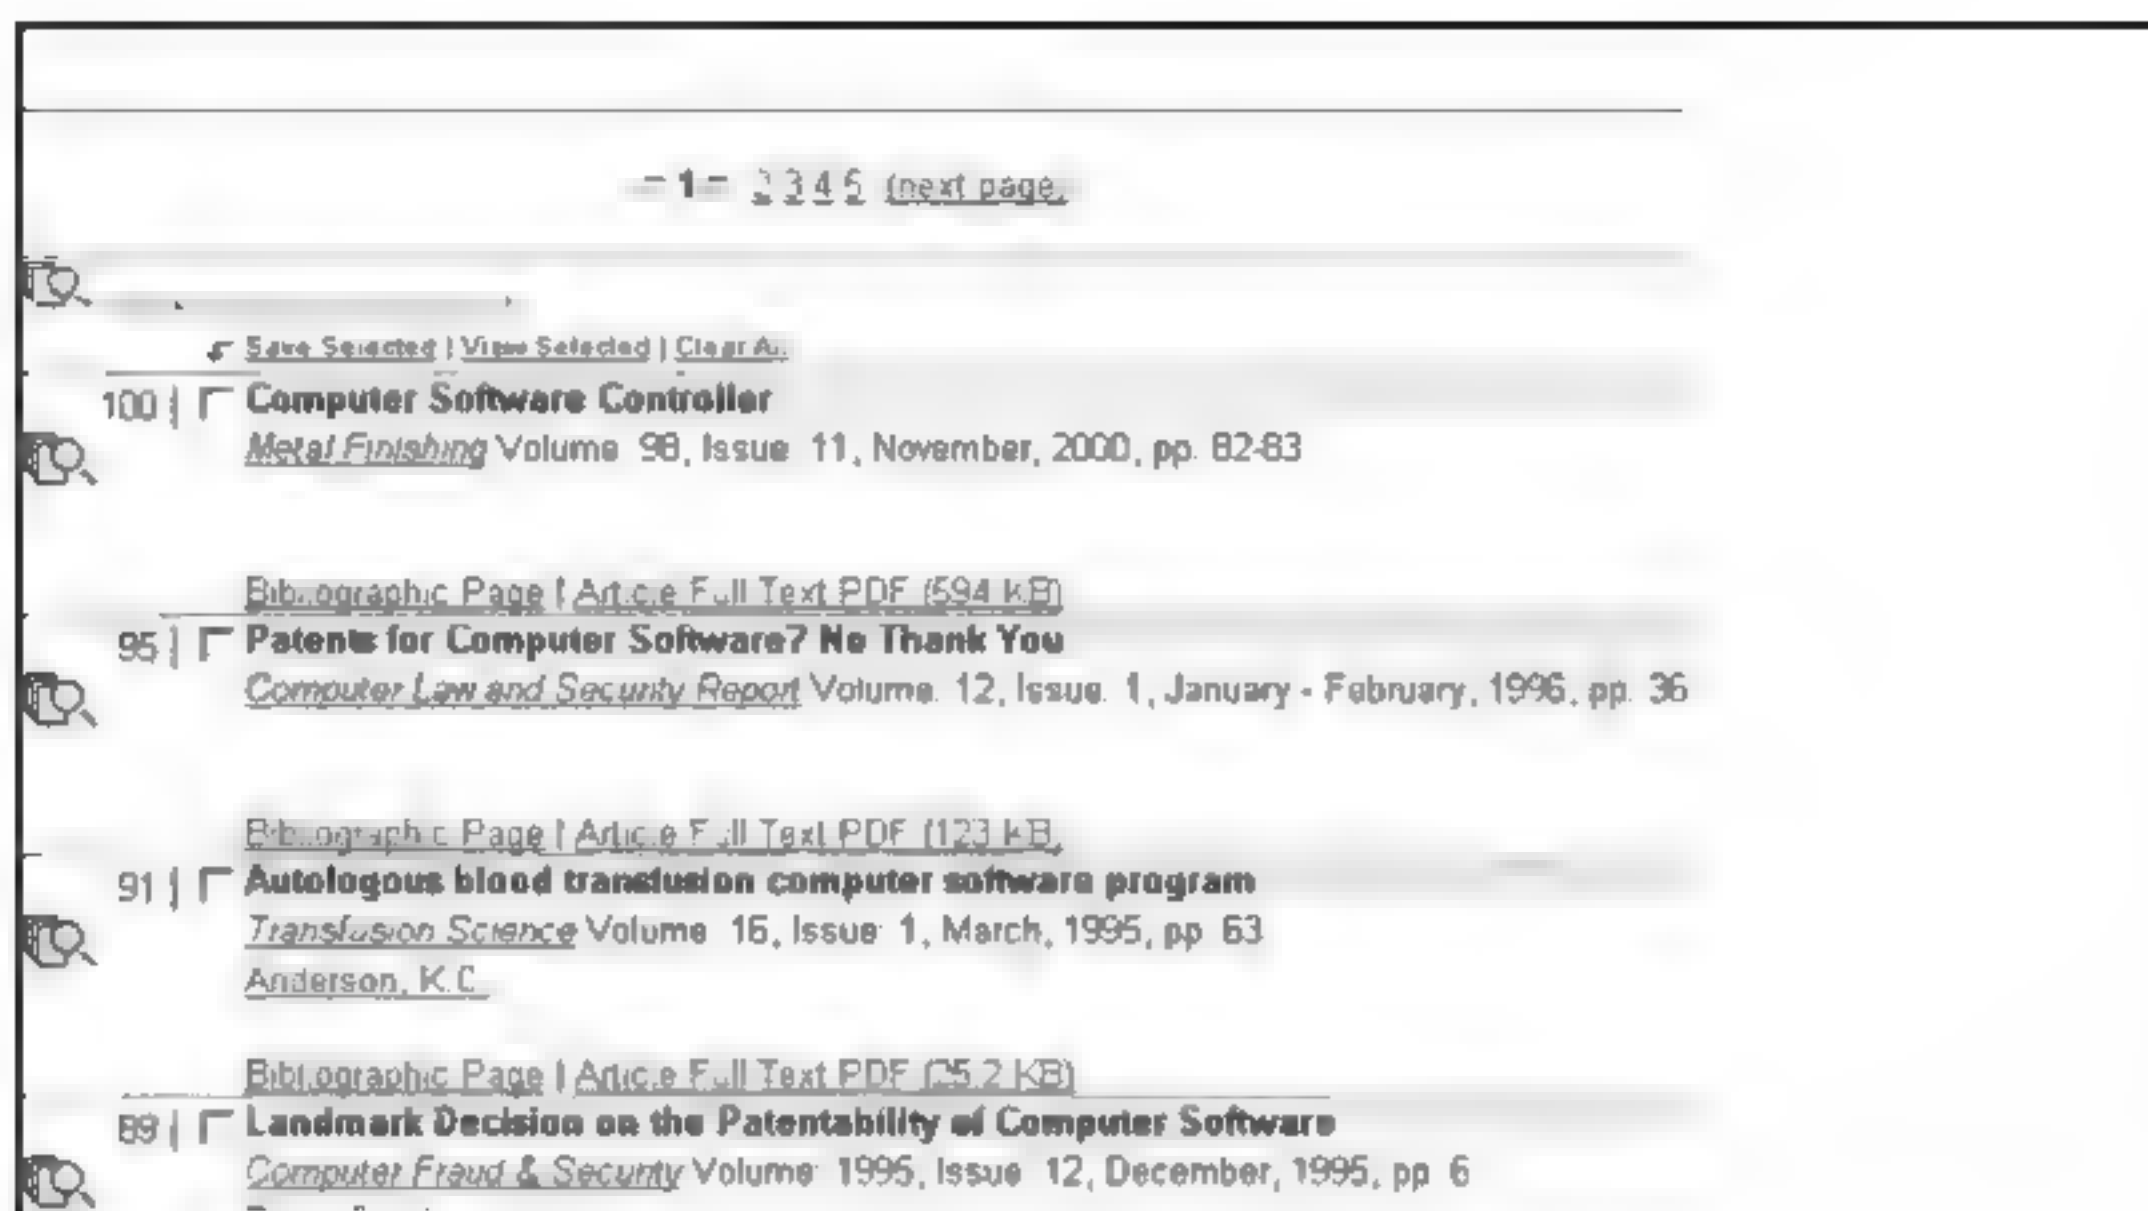 - 1 - 2 3 4 5 (next page)
Save Selected | View Selected | Clear All
100 | Computer Software Controller
Metal Finishing Volume: 98, Issue: 11, November, 2000, pp. 82-83
Bibliographic Page | Article Full Text PDF (594 KB)
95 | Patents for Computer Software? No Thank You
Computer Law and Security Report Volume: 12, Issue: 1, January - February, 1996, pp. 36
Bibliographic Page | Article Full Text PDF (123 KB)
91 | Autologous blood transfusion computer software program
Transfusion Science Volume: 16, Issue: 1, March, 1995, pp. 63
Anderson, K.C.
Bibliographic Page | Article Full Text PDF (25.2 KB)
89 | Landmark Decision on the Patentability of Computer Software
Computer Fraud & Security Volume: 1995, Issue: 12, December, 1995, pp. 6